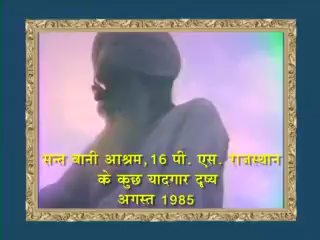 सन्त बानी आश्रम,16 पी. एस. राजस्थान
के कुछ यादगार दृष्य
अगस्त 1985